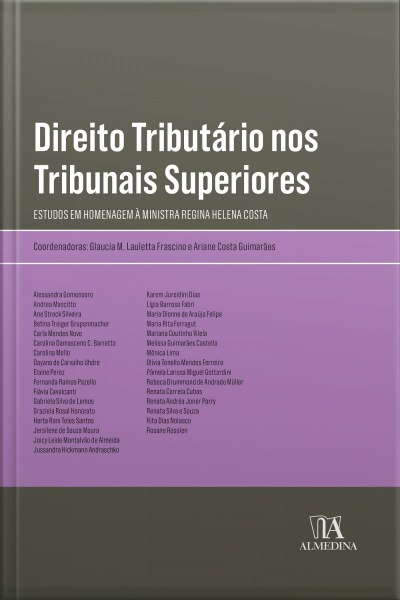 Direito Tributário nos
Tribunais Superiores
ESTUDOS EM HOMENAGEM À MINISTRA REGINA HELENA COSTA
Coordenadoras: Glaucia M. Lauletta Frascino e Ariane Costa Guimarães
Alessandra Gomensoro
Andrea Mascitto
Ane Streck Silveira
Betina Treiger Grupenmacher
Carla Mendes Novo
Carolina Damasceno C. Barretto
Carolina Mello
Dayana de Carvalho Uhdre
Elaine Perez
Fernanda Ramos Pazello
Flávia Cavalcanti
Gabriela Silva de Lemos
Graziela Rosal Honorato
Herta Rani Teles Santos
Jersilene de Souza Moura
Joicy Leide Montalvão de Almeida
Jussandra Hickmann Andraschko
Karem Jureidini Dias
Lígia Barroso Fabri
Maria Dionne de Araújo Felipe
Maria Rita Ferragut
Mariana Coutinho Vilela
Melissa Guimarães Castello
Mônica Lima
Olivia Tonello Mendes Ferreira
Pâmela Larissa Miguel Gottardini
Rebeca Drummond de Andrade Müller
Renata Correia Cubas
Renata Andréa Joner Parry
Renata Silva e Souza
Rita Dias Nolasco
Rosane Rosolen
NA
ALMEDINA